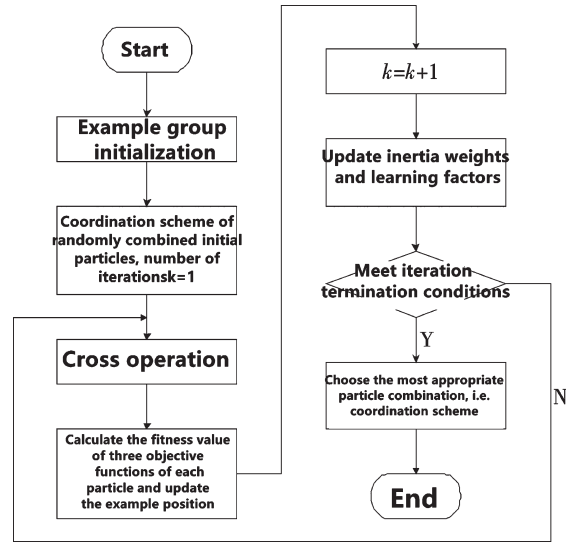 Start
Example group
initialization
Coordination scheme of
randomly combined initial
particles, number of
iterationsk=1
Cross operation
Calculate the fitness value
of three objective
functions of each
particle and update
the example position
k=k+1
Update inertia weights
and learning factors
Meet iteration
termination conditions
Y
N
Choose the most appropriate
particle combination, i.e.
coordination scheme
End